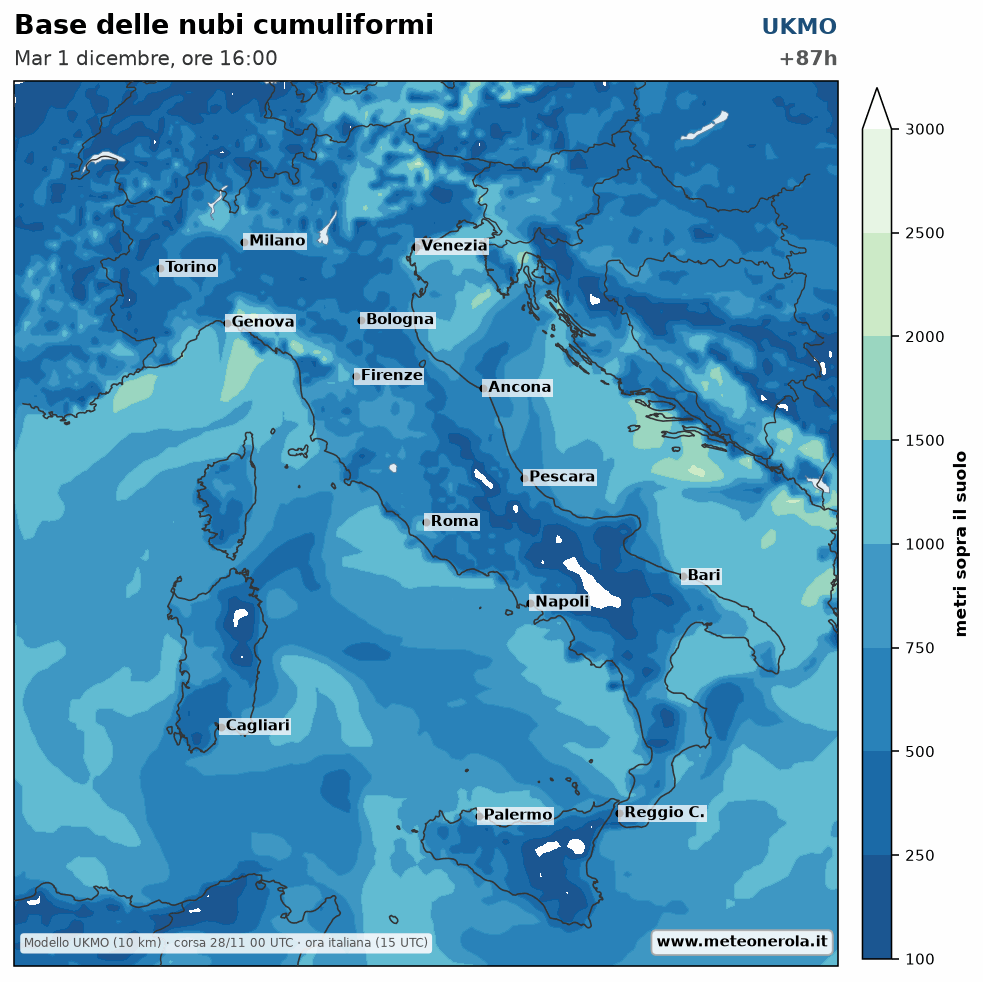 Base delle nubi cumuliformi
UKMO
Mar 1 dicembre, ore 16:00
+87h
3000
2500
2000
1500
1000
750
500
250
100
metri sopra il suolo
Milano
Venezia
Torino
Genova
Bologna
Firenze
Ancona
Pescara
Roma
Bari
Napoli
Cagliari
Palermo
Reggio C.
Modello UKMO (10 km) · corsa 28/11 00 UTC · ora italiana (15 UTC)
www.meteonerola.it